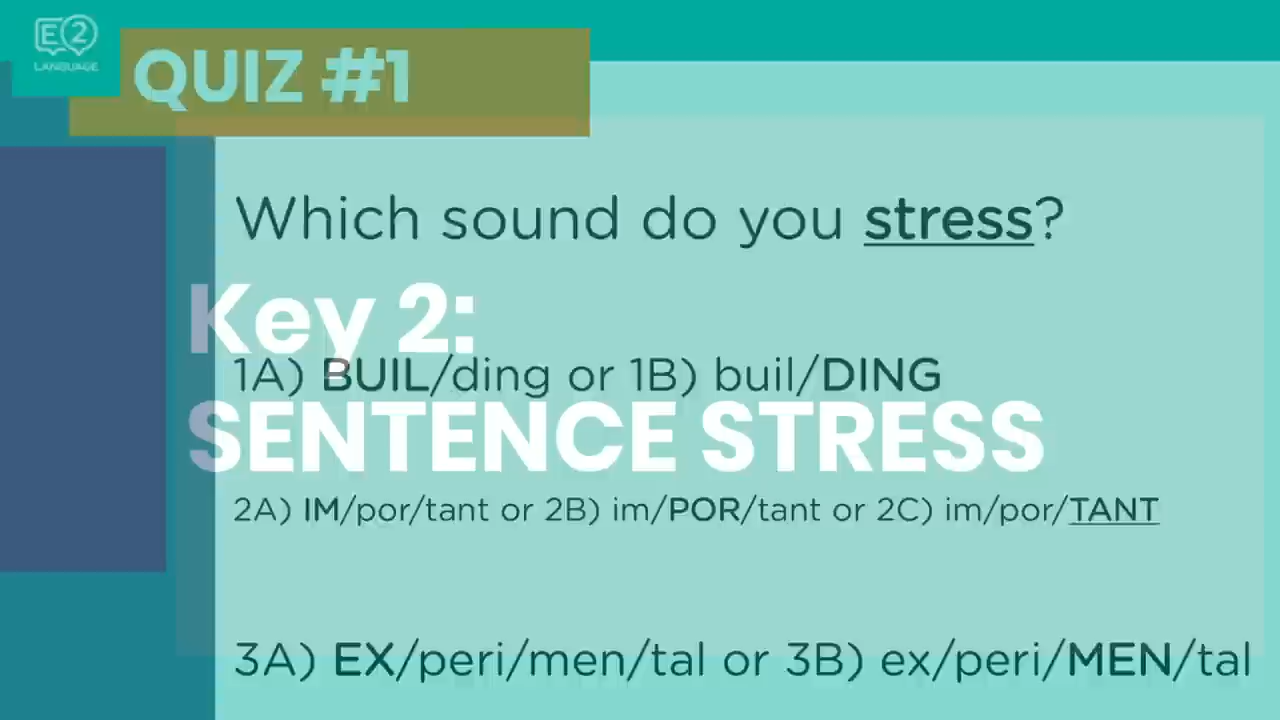 E2
LANGUAGE
QUIZ #1
Which sound do you stress?
Key 2:
1A) BUIL/ding or 1B) buil/DING
SENTENCE STRESS
2A) IM/por/tant or 2B) im/POR/tant or 2C) im/por/TANT
3A) EX/peri/men/tal or 3B) ex/peri/MEN/tal